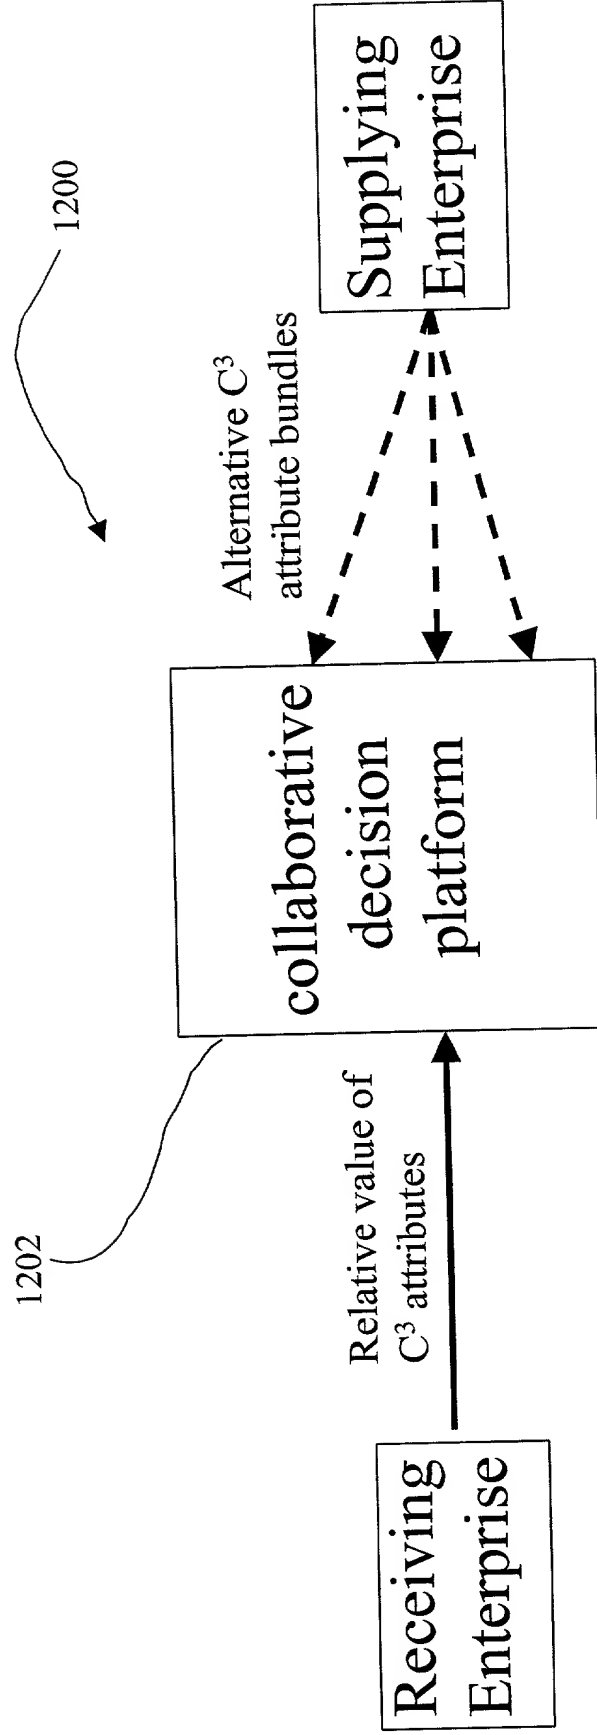 1200
1202
Receiving
Enterprise
Relative value of
C³ attributes
collaborative
decision
platform
Alternative C³
attribute bundles
Supplying
Enterprise